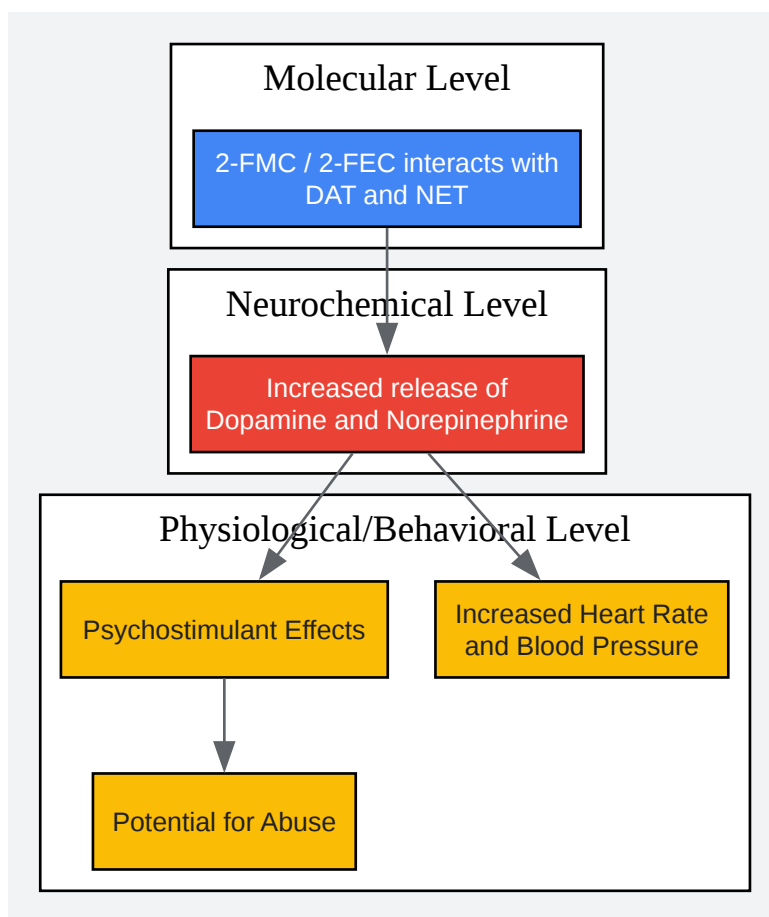 Molecular Level
2-FMC / 2-FEC interacts with
DAT and NET
Neurochemical Level
Increased release of
Dopamine and Norepinephrine
Physiological/Behavioral Level
Psychostimulant Effects
Increased Heart Rate
and Blood Pressure
Potential for Abuse